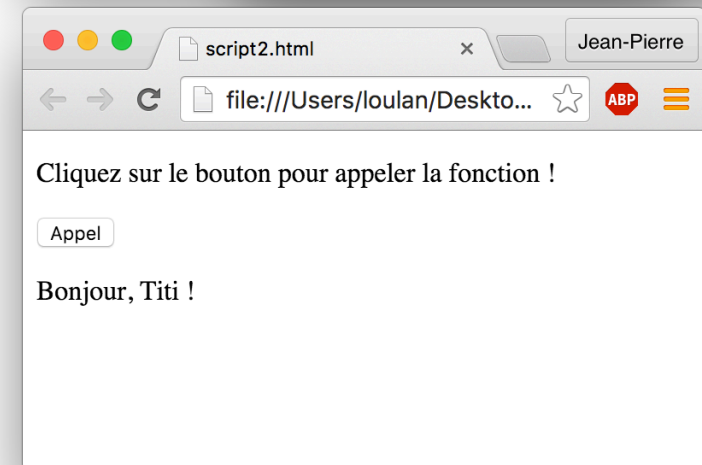 script2.html
Jean-Pierre
file:///Users/loulan/Deskto...
ABP
Cliquez sur le bouton pour appeler la fonction !
Appel
Bonjour, Titi !